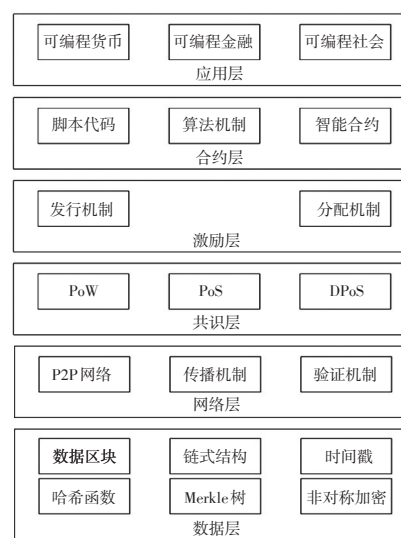 可编程货币 可编程金融 可编程社会
应用层
脚本代码 算法机制 智能合约
合约层
发行机制 分配机制
激励层
PoW PoS DPoS
共识层
P2P网络 传播机制 验证机制
网络层
数据区块 链式结构 时间戳
哈希函数 Merkle树 非对称加密
数据层